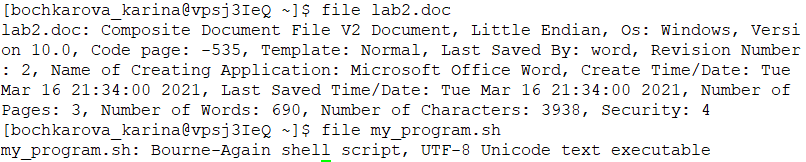 [bochkarova_karina@vpsj3IeQ ~]$ file lab2.doc
lab2.doc: Composite Document File V2 Document, Little Endian, Os: Windows, Versi
on 10.0, Code page: -535, Template: Normal, Last Saved By: word, Revision Number
: 2, Name of Creating Application: Microsoft Office Word, Create Time/Date: Tue
Mar 16 21:34:00 2021, Last Saved Time/Date: Tue Mar 16 21:34:00 2021, Number of
Pages: 3, Number of Words: 690, Number of Characters: 3938, Security: 4
[bochkarova_karina@vpsj3IeQ ~]$ file my_program.sh
my_program.sh: Bourne-Again shell script, UTF-8 Unicode text executable